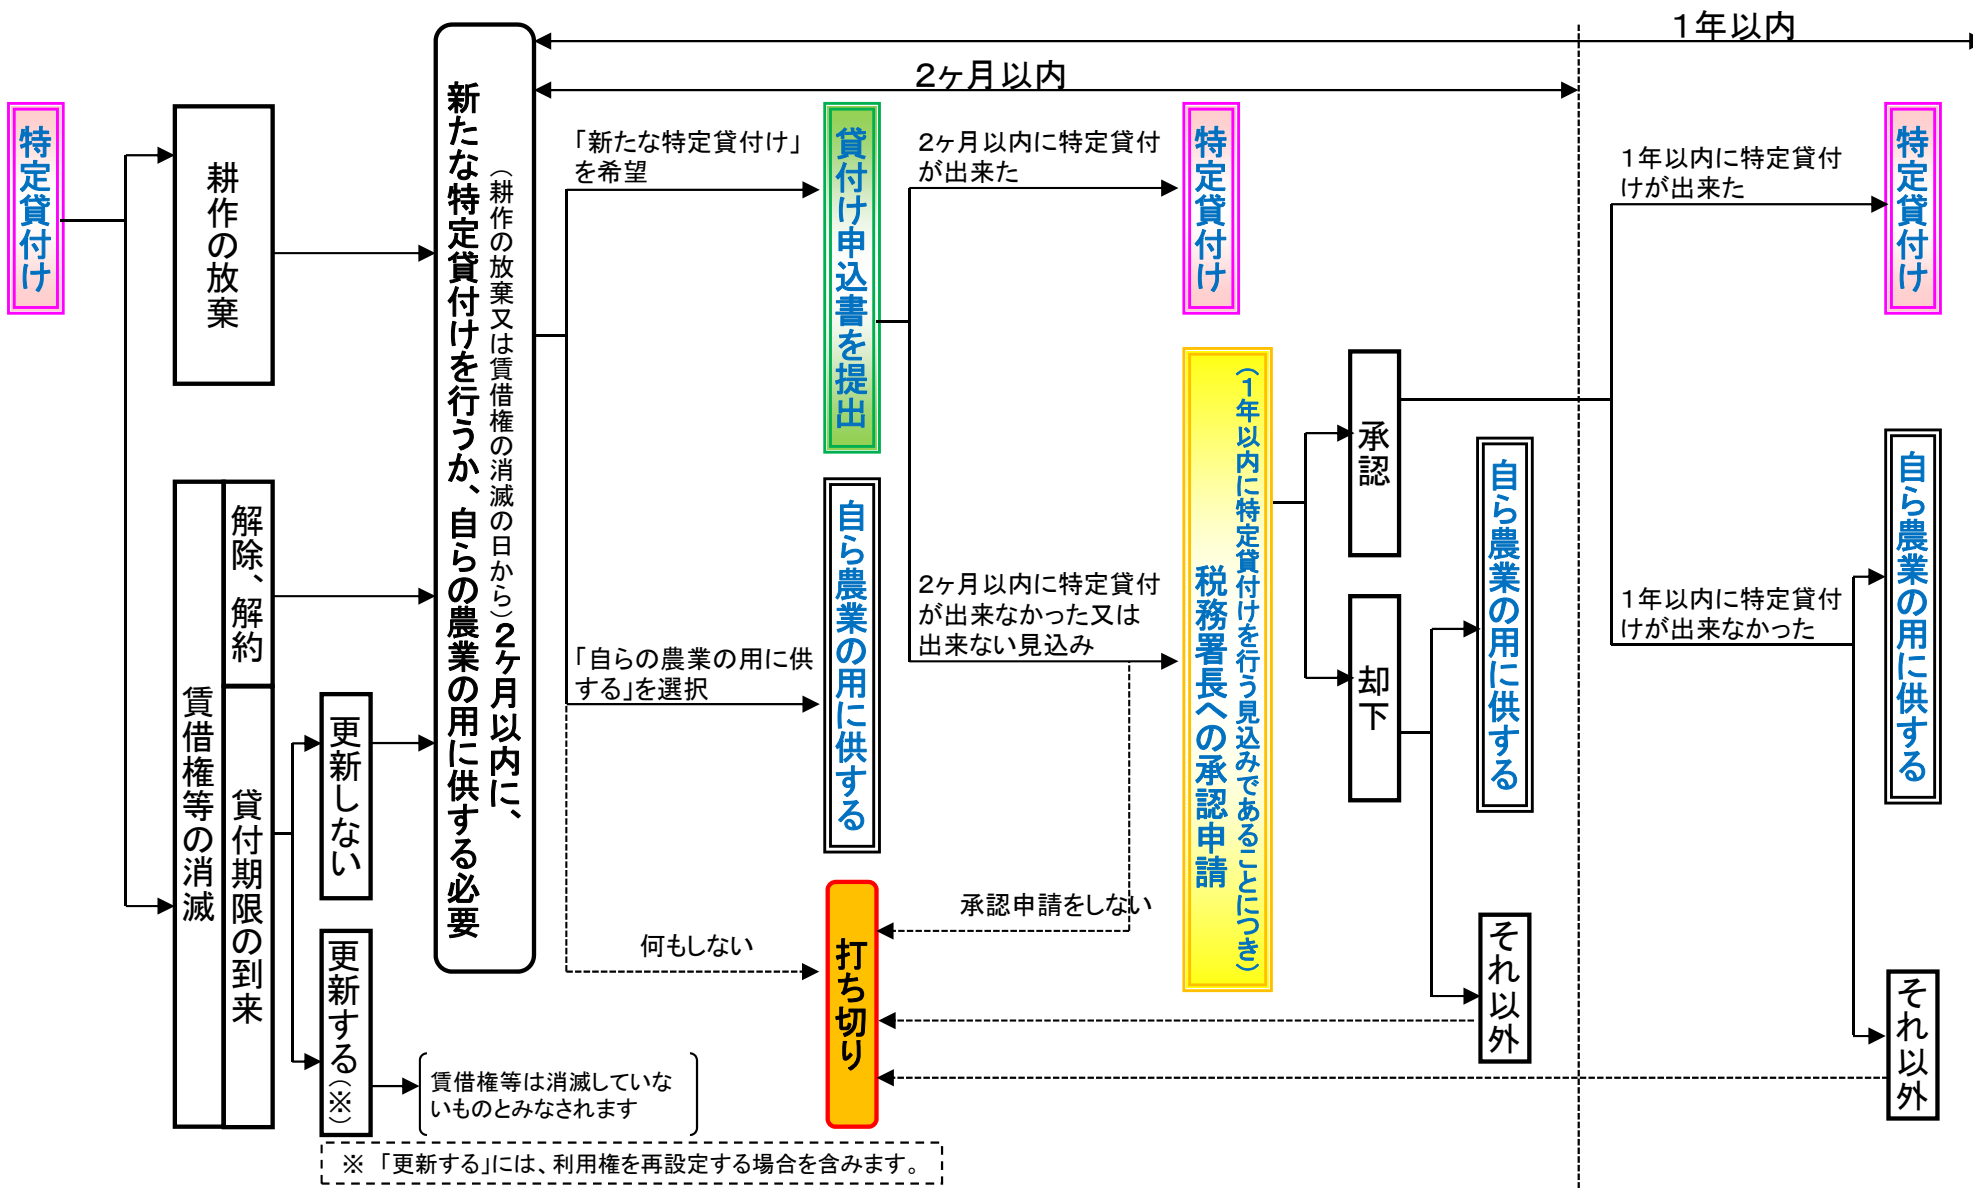 1年以内
2ヶ月以内
特定貸付け
耕作の放棄
賃借権等の消滅
解除、解約
貸付期限の到来
更新しない
更新する(※)
賃借権等は消滅していな
いものとみなされます
※ 「更新する」には、利用権を再設定する場合を含みます。
(耕作の放棄又は賃借権の消滅の日から)2ヶ月以内に、
新たな特定貸付けを行うか、自らの農業の用に供する必要
「新たな特定貸付け」
を希望
「自らの農業の用に供
する」を選択
何もしない
貸付け申込書を提出
自ら農業の用に供する
打ち切り
2ヶ月以内に特定貸付
が出来た
2ヶ月以内に特定貸付
が出来なかった又は
出来ない見込み
承認申請をしない
特定貸付け
(1年以内に特定貸付けを行う見込みであることにつき)
税務署長への承認申請
承認
却下
自ら農業の用に供する
それ以外
1年以内に特定貸付
けが出来た
1年以内に特定貸付
けが出来なかった
特定貸付け
自ら農業の用に供する
それ以外